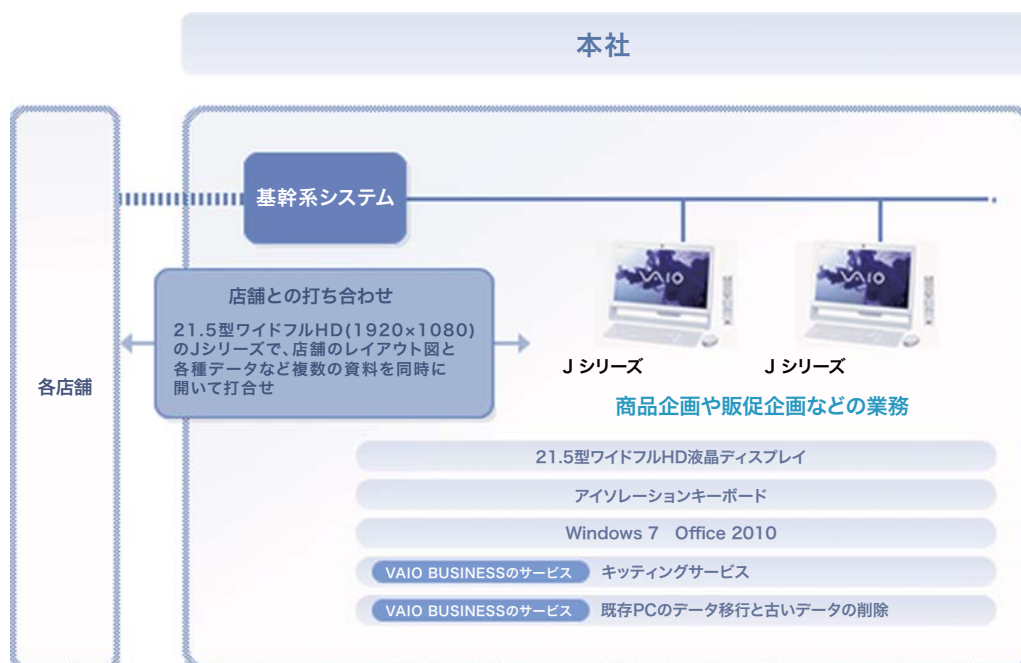 本社
各店舗
基幹系システム
店舗との打ち合わせ
21.5型ワイドフルHD(1920×1080)
のJシリーズで、店舗のレイアウト図と
各種データなど複数の資料を同時に
開いて打合せ
VAIO
VAIO
J シリーズ
J シリーズ
商品企画や販促企画などの業務
21.5型ワイドフルHD液晶ディスプレイ
アイソレーションキーボード
Windows 7　Office 2010
VAIO BUSINESSのサービス　キッティングサービス
VAIO BUSINESSのサービス　既存PCのデータ移行と古いデータの削除